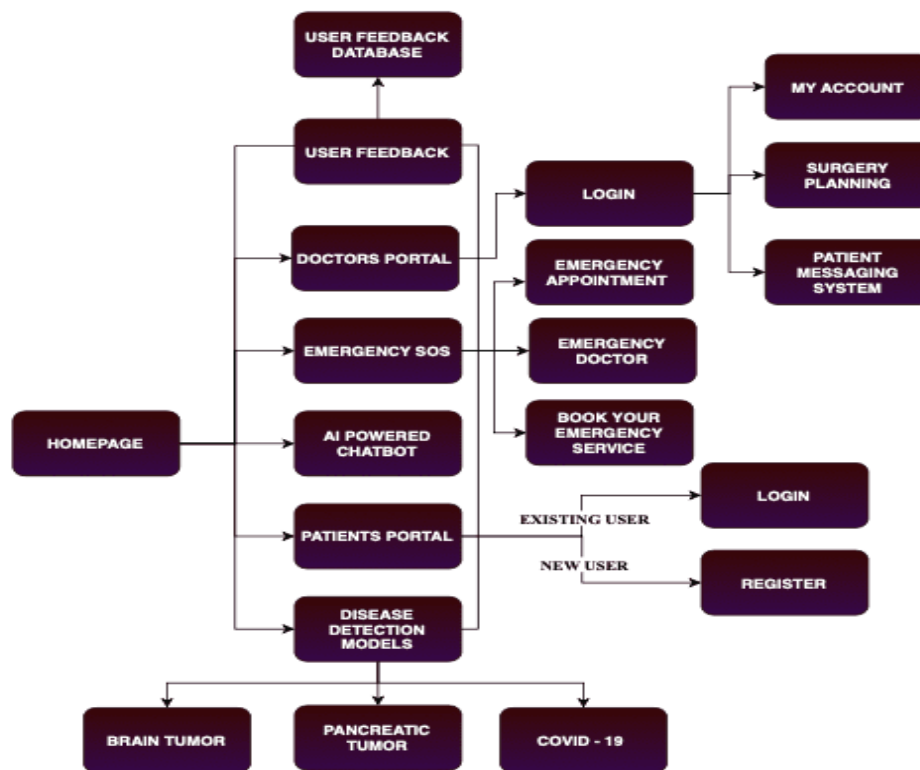 USER FEEDBACK
DATABASE
MY ACCOUNT
USER FEEDBACK
LOGIN
SURGERY
PLANNING
DOCTORS PORTAL
EMERGENCY
APPOINTMENT
PATIENT
MESSAGING
SYSTEM
EMERGENCY SOS
EMERGENCY
DOCTOR
HOMEPAGE
AI POWERED
CHATBOT
BOOK YOUR
EMERGENCY
SERVICE
PATIENTS PORTAL
EXISTING USER
LOGIN
NEW USER
REGISTER
DISEASE
DETECTION
MODELS
BRAIN TUMOR
PANCREATIC
TUMOR
COVID - 19